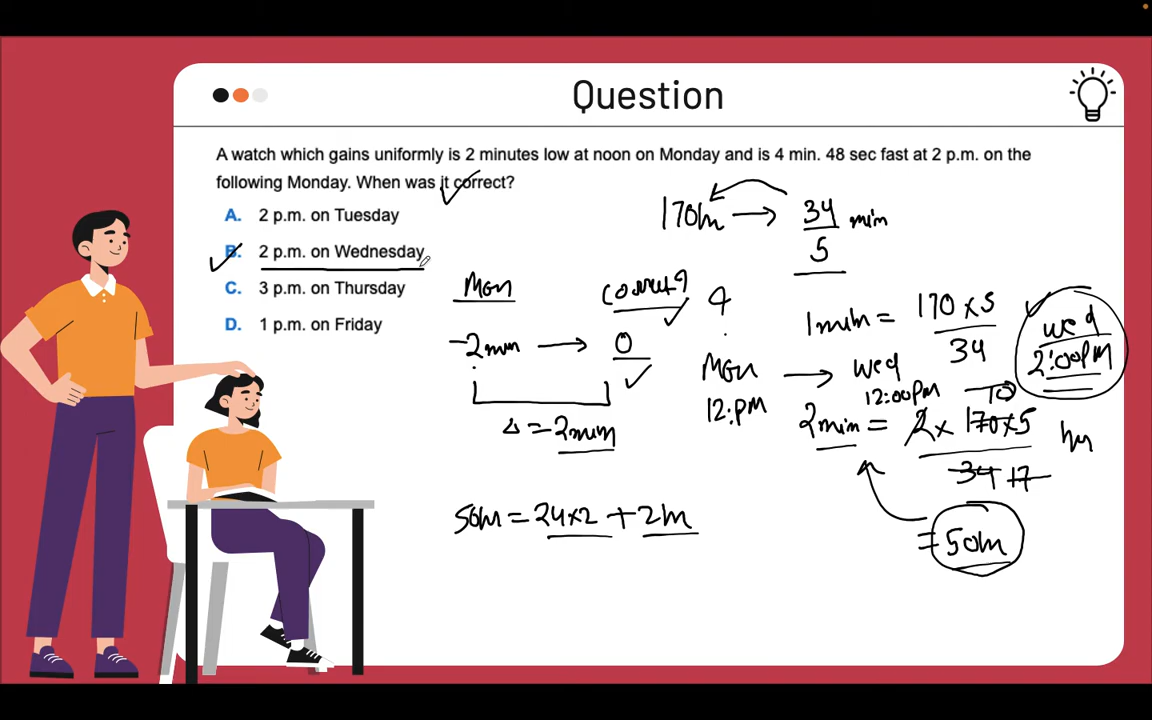 Question
A watch which gains uniformly is 2 minutes low at noon on Monday and is 4 min. 48 sec fast at 2 p.m. on the
following Monday. When was it correct?
A. 2 p.m. on Tuesday
B. 2 p.m. on Wednesday
C. 3 p.m. on Thursday
D. 1 p.m. on Friday
170h → 34/5 min
Mon correct?
-2min → 0
Δ = 2min
1min = 170 × 5 / 34
Mon → Wed
12:PM 12:00PM →
Wed
2:00PM
2min = 2 × 170 × 5 / 34 17 hr
10
= 50h
50h = 24×2 + 2h